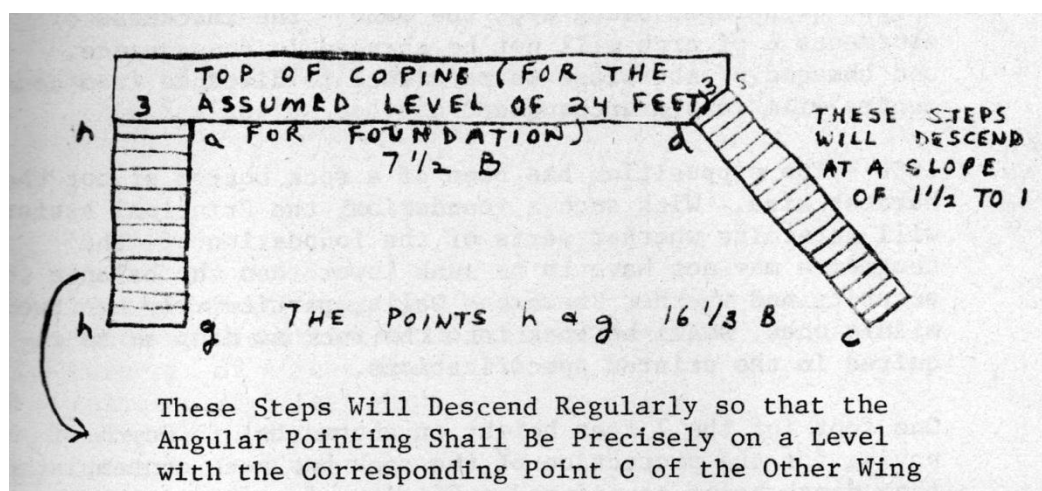 TOP OF COPING (FOR THE
3 ASSUMED LEVEL OF 24 FEET) 3
h a FOR FOUNDATION) d
7 1/2 B
THESE STEPS
WILL DESCEND
AT A SLOPE
OF 1 1/2 TO 1
h g HE POINTS h a g 16 1/3 B C
These Steps Will Descend Regularly so that the
Angular Pointing Shall Be Precisely on a Level
with the Corresponding Point C of the Other Wing